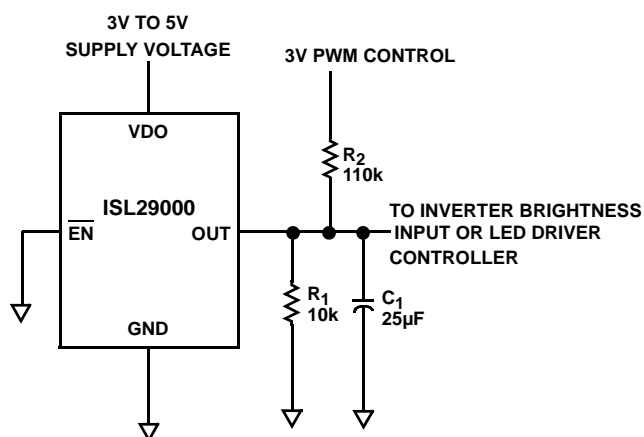 3V TO 5V
SUPPLY VOLTAGE
3V PWM CONTROL
VDO
R2
110k
ISL29000
EN
OUT
TO INVERTER BRIGHTNESS
INPUT OR LED DRIVER
CONTROLLER
R1
10k
C1
25µF
GND